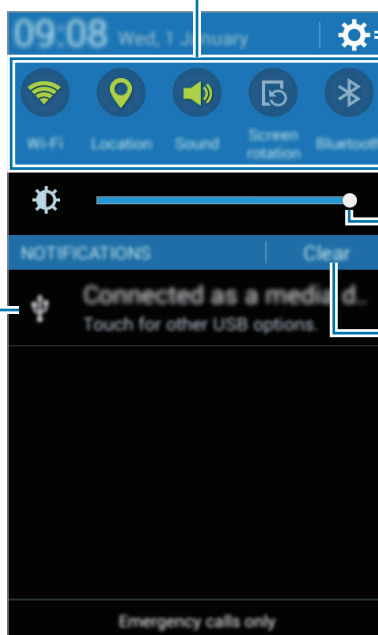 09:08 Wed, 1 January
Wi-Fi Location Sound Screen rotation Bluetooth
NOTIFICATIONS Clear
Connected as a media d..
Touch for other USB options.
Emergency calls only